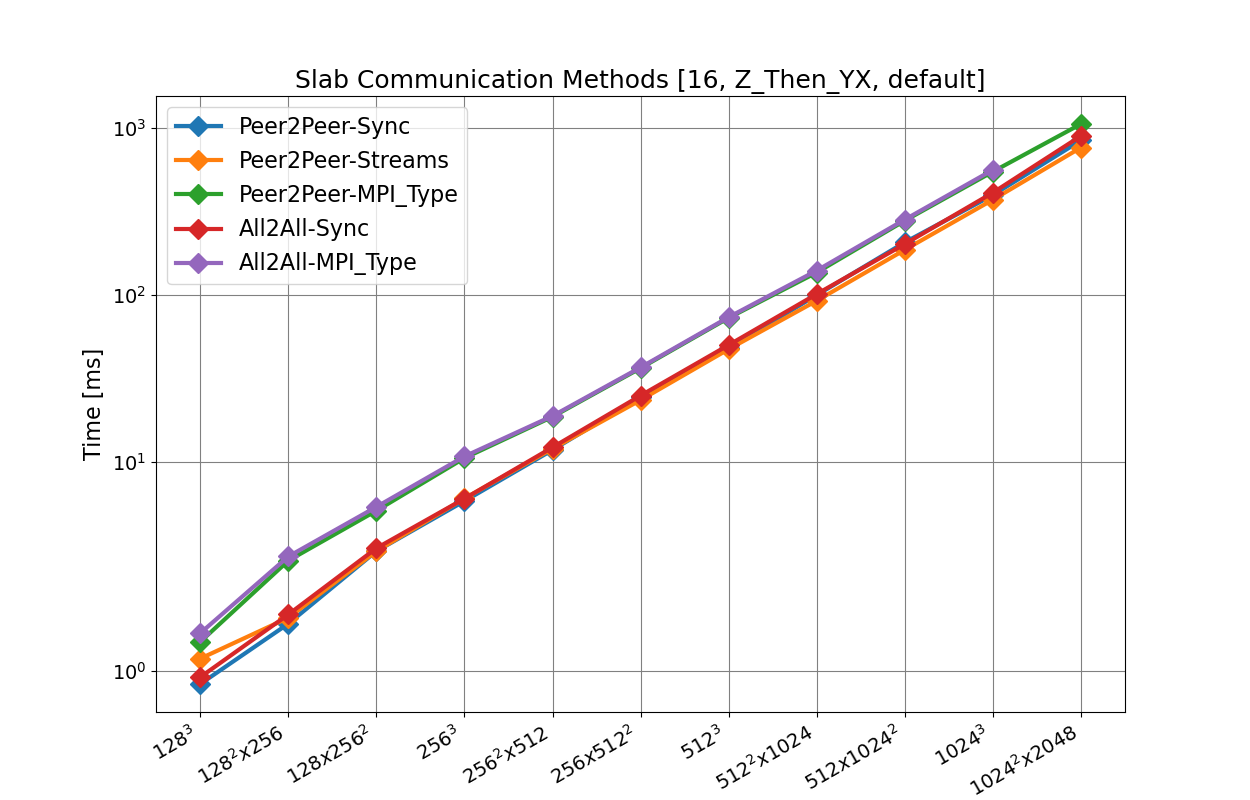 Slab Communication Methods [16, Z_Then_YX, default]
Peer2Peer-Sync
Peer2Peer-Streams
Peer2Peer-MPI_Type
All2All-Sync
All2All-MPI_Type
Time [ms]
10³
10²
10¹
10⁰
128³
128²x256
128x256²
256³
256²x512
256x512²
512³
512²x1024
512x1024²
1024³
1024²x2048